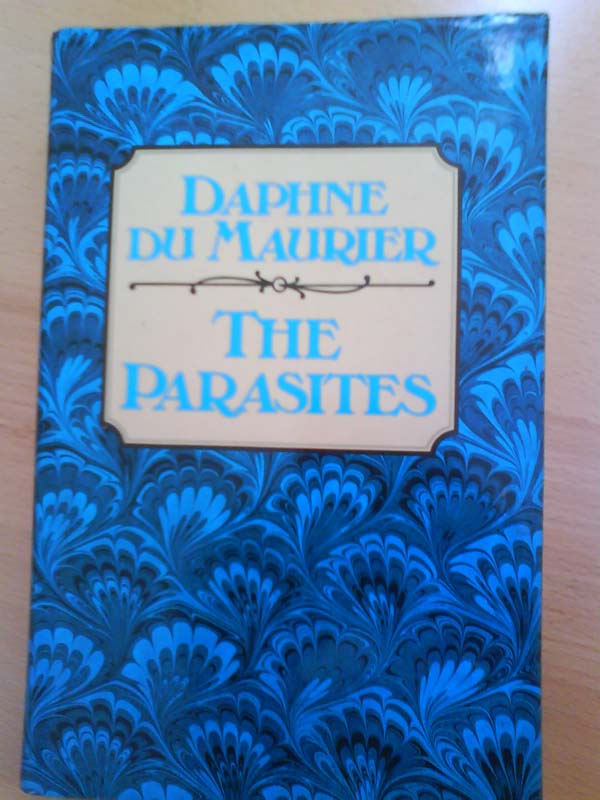 DAPHNE
DU MAURIER
THE
PARASITES